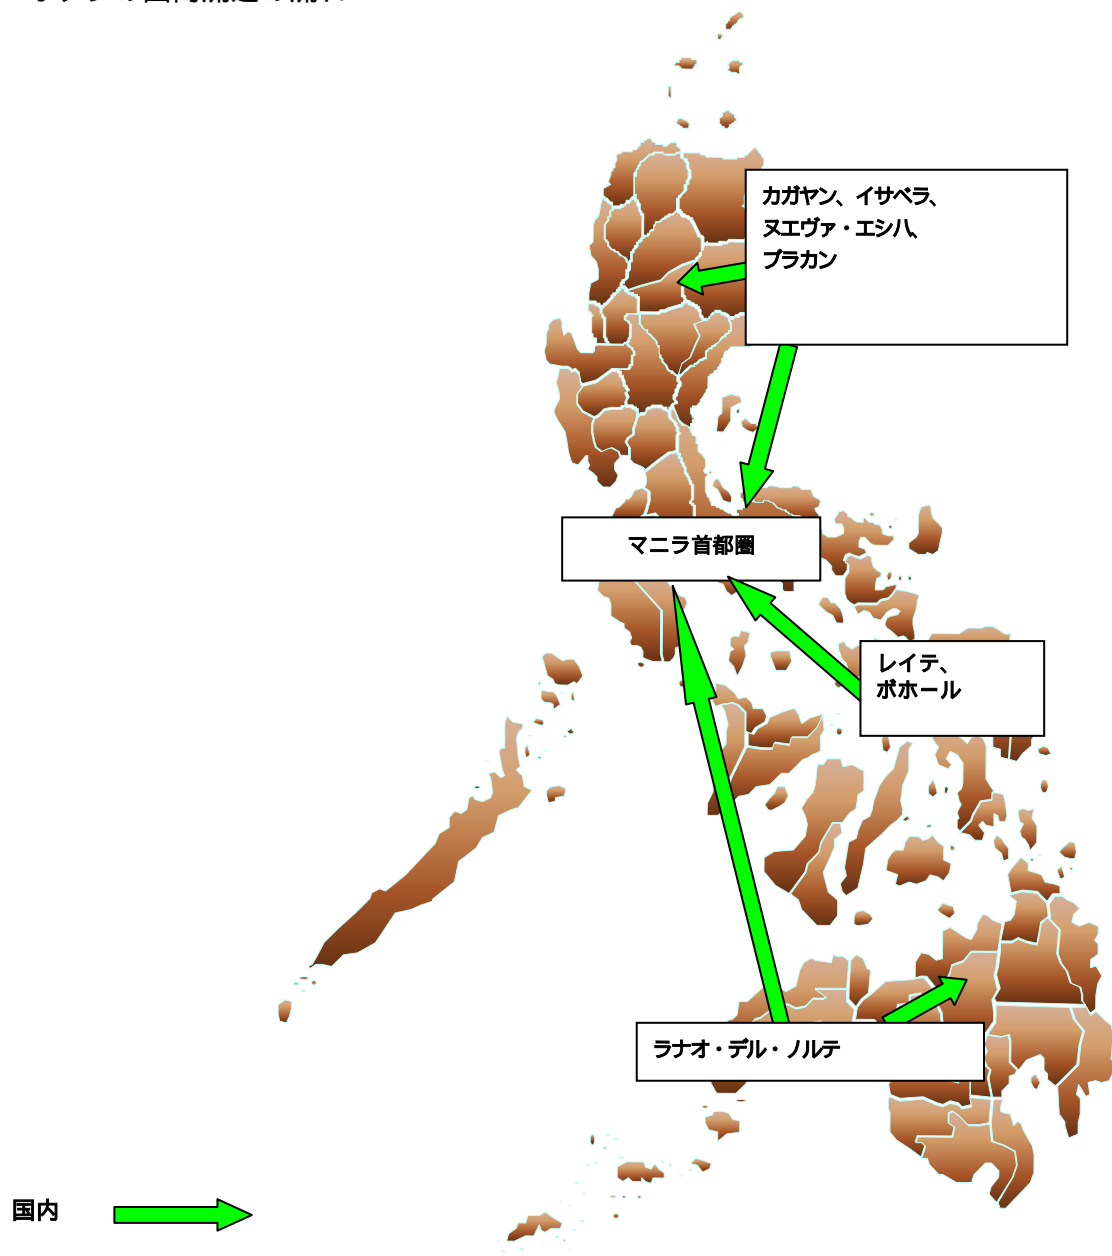 カガヤン、イサベラ、
ヌエヴァ・エシハ、
ブラカン
マニラ首都圏
レイテ、
ボホール
ラナオ・デル・ノルテ
国内